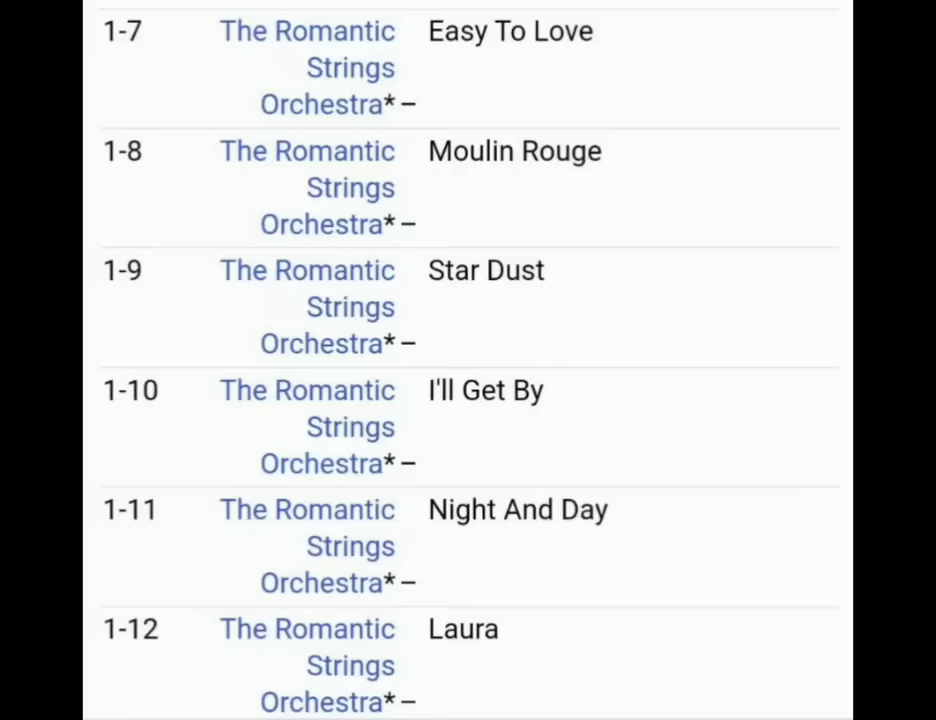 1-7 The Romantic Easy To Love
Strings
Orchestra* –
1-8 The Romantic Moulin Rouge
Strings
Orchestra* –
1-9 The Romantic Star Dust
Strings
Orchestra* –
1-10 The Romantic I'll Get By
Strings
Orchestra* –
1-11 The Romantic Night And Day
Strings
Orchestra* –
1-12 The Romantic Laura
Strings
Orchestra* –